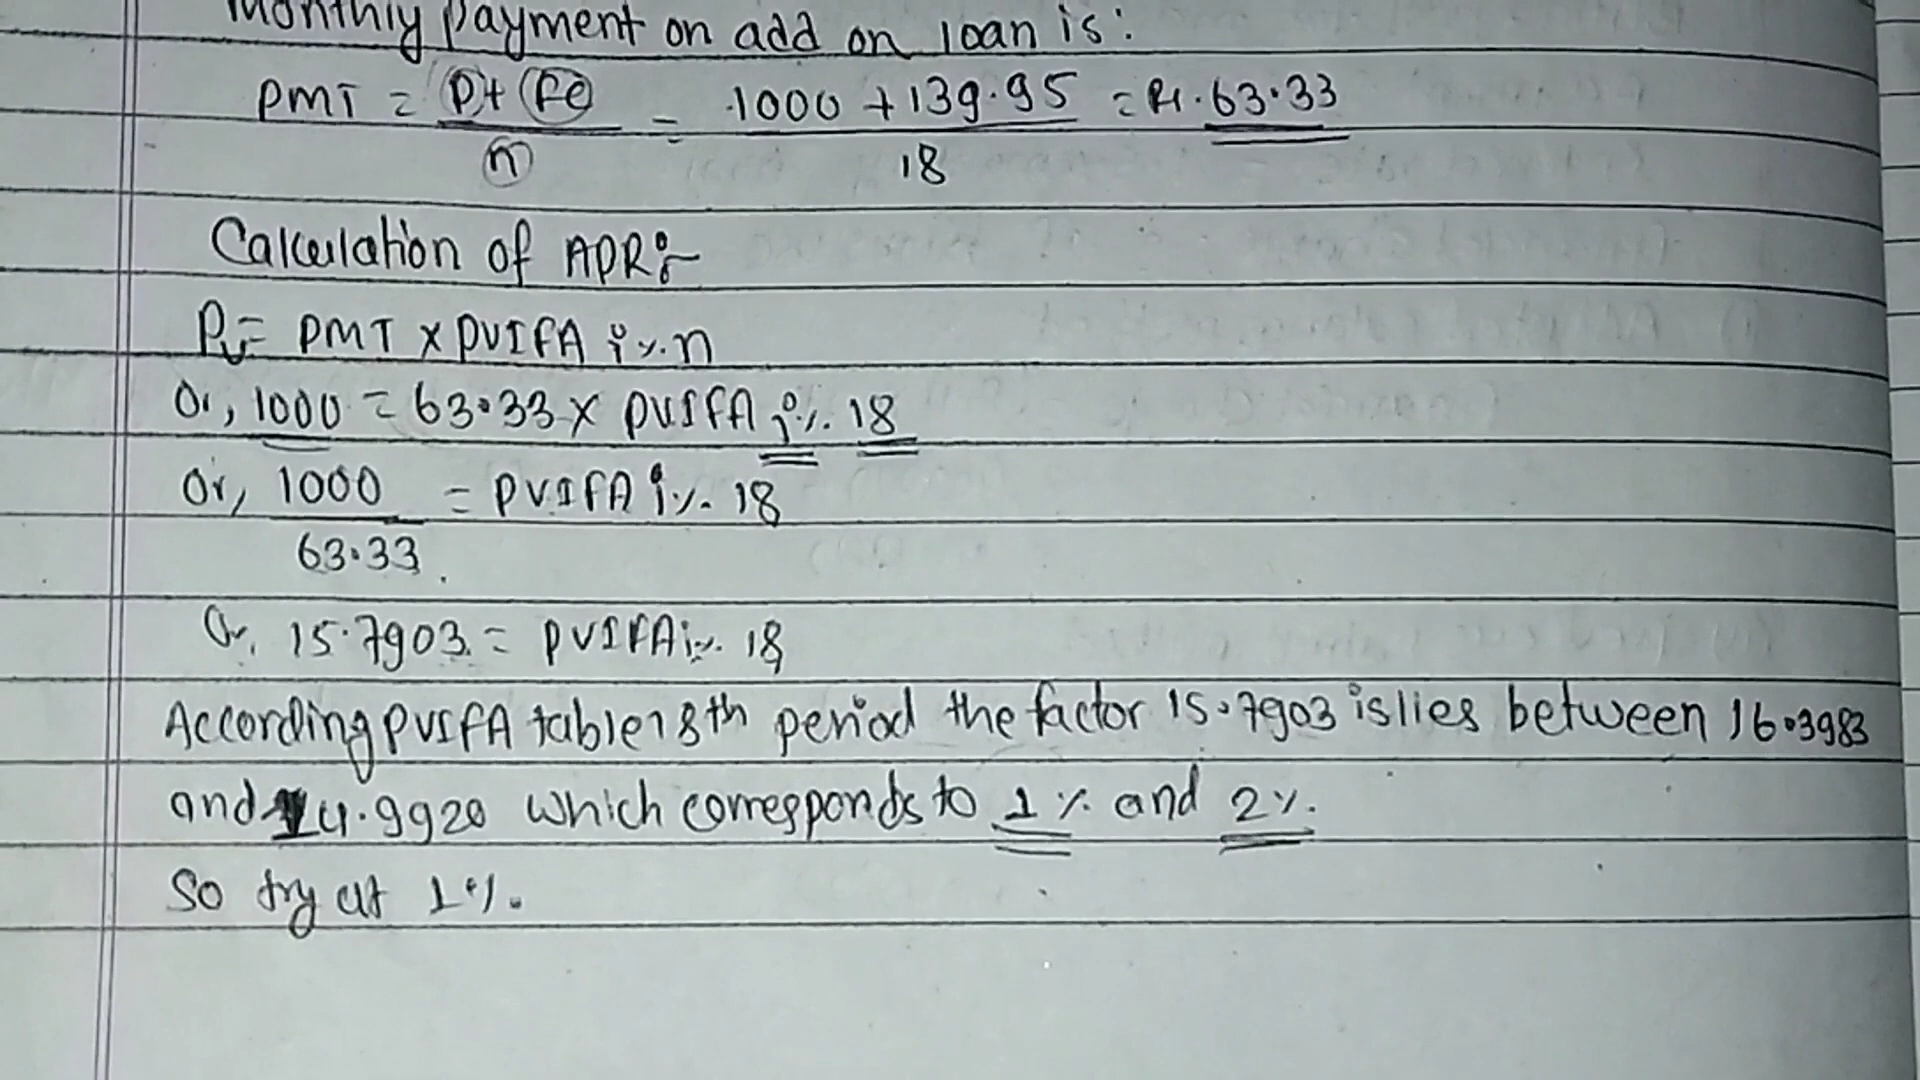 Monthly payment on add on loan is:
PMT = P+ (Fc) / n = 1000 + 139.95 / 18 = Rs. 63.33
Calculation of APR:-
Pv = PMT x PVIFA i%.n
Or, 1000 = 63.33 x PVIFA i%. 18
Or, 1000 / 63.33 = PVIFA i%. 18
Or, 15.7903 = PVIFA i%. 18
According PVIFA table 18th period the factor 15.7903 is lies between 16.3983
and 14.9920 which corresponds to 1% and 2%.
So try at 1%.